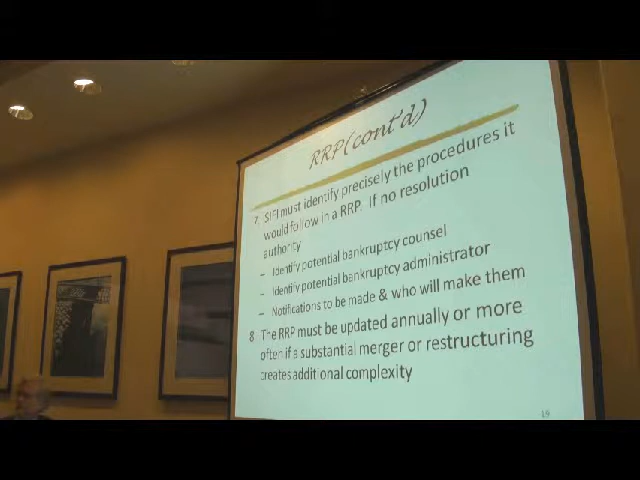 RRP(cont'd)
7. SIFI must identify precisely the procedures it
would follow in a RRP. If no resolution
authority
– Identify potential bankruptcy counsel
– Identify potential bankruptcy administrator
– Notifications to be made & who will make them
8 The RRP must be updated annually or more
often if a substantial merger or restructuring
creates additional complexity
19